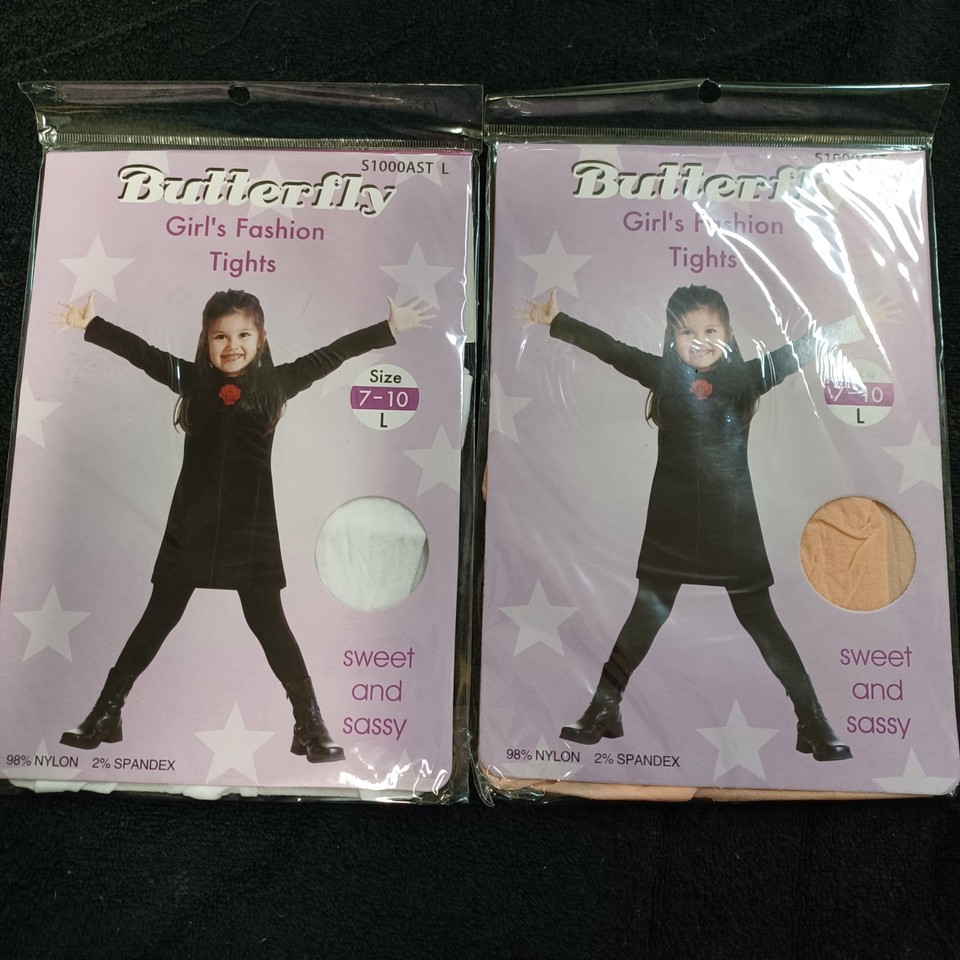 S1000AST L
Butterfly
Girl's Fashion
Tights
Size
7-10
L
sweet
and
sassy
98% NYLON 2% SPANDEX
Butterfly
Girl's Fashion
Tights
7-10
L
sweet
and
sassy
98% NYLON 2% SPANDEX